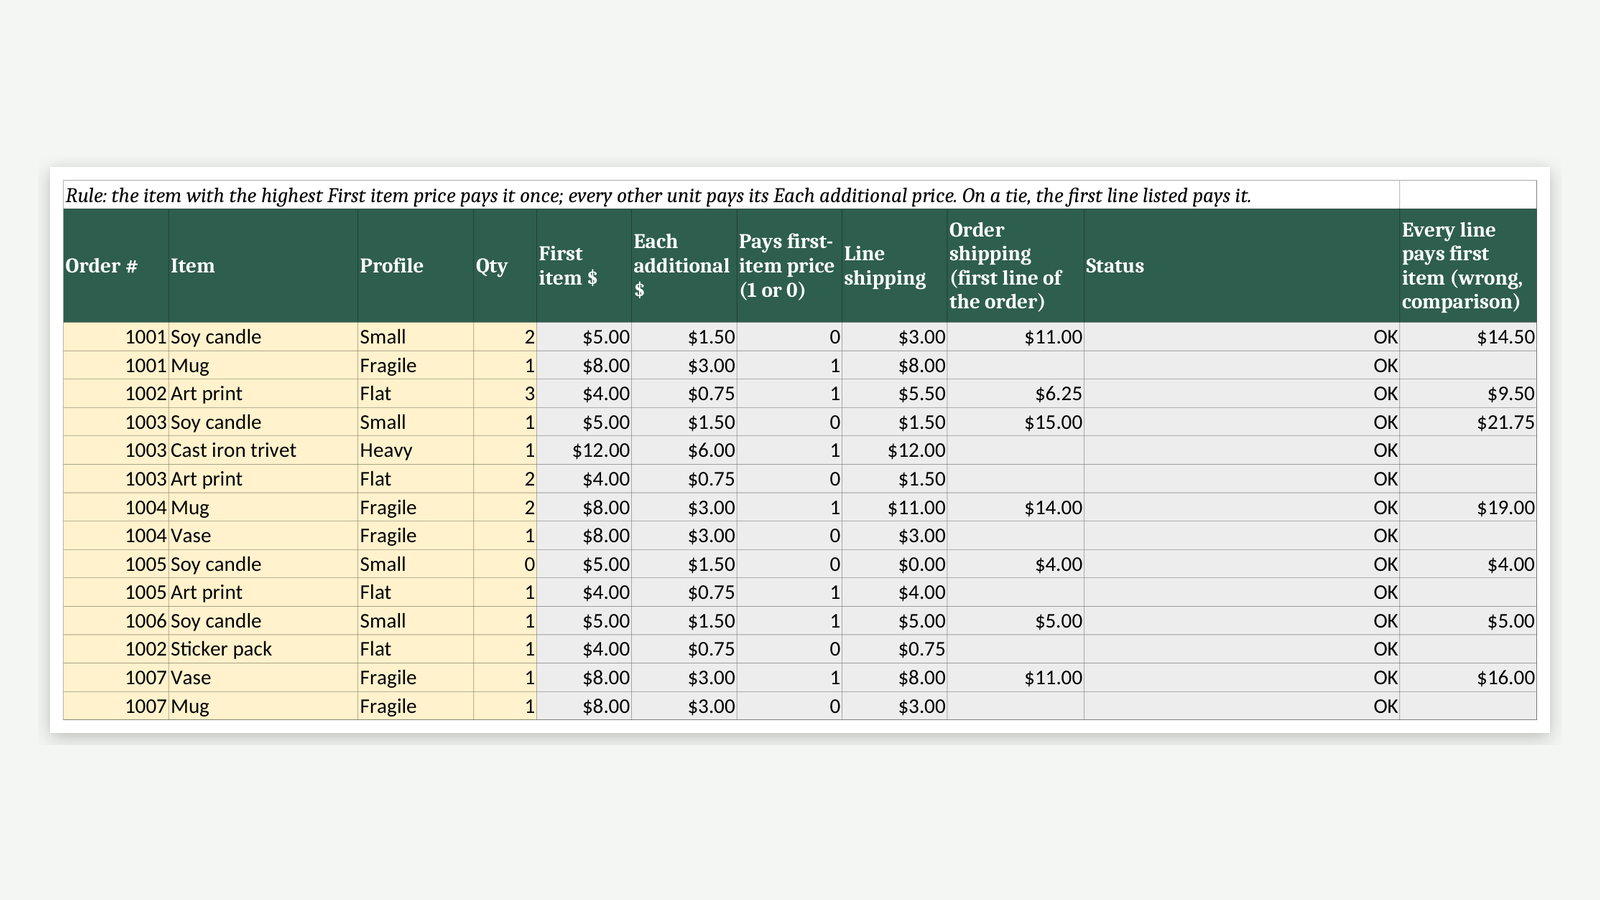 Rule: the item with the highest First item price pays it once; every other unit pays its Each additional price. On a tie, the first line listed pays it.
Order # Item Profile Qty First item $ Each additional $ Pays first-item price (1 or 0) Line shipping Order shipping (first line of the order) Status Every line pays first item (wrong, comparison)
1001 Soy candle Small 2 $5.00 $1.50 0 $3.00 $11.00 OK $14.50
1001 Mug Fragile 1 $8.00 $3.00 1 $8.00 OK
1002 Art print Flat 3 $4.00 $0.75 1 $5.50 $6.25 OK $9.50
1003 Soy candle Small 1 $5.00 $1.50 0 $1.50 $15.00 OK $21.75
1003 Cast iron trivet Heavy 1 $12.00 $6.00 1 $12.00 OK
1003 Art print Flat 2 $4.00 $0.75 0 $1.50 OK
1004 Mug Fragile 2 $8.00 $3.00 1 $11.00 $14.00 OK $19.00
1004 Vase Fragile 1 $8.00 $3.00 0 $3.00 OK
1005 Soy candle Small 0 $5.00 $1.50 0 $0.00 $4.00 OK $4.00
1005 Art print Flat 1 $4.00 $0.75 1 $4.00 OK
1006 Soy candle Small 1 $5.00 $1.50 1 $5.00 $5.00 OK $5.00
1002 Sticker pack Flat 1 $4.00 $0.75 0 $0.75 OK
1007 Vase Fragile 1 $8.00 $3.00 1 $8.00 $11.00 OK $16.00
1007 Mug Fragile 1 $8.00 $3.00 0 $3.00 OK